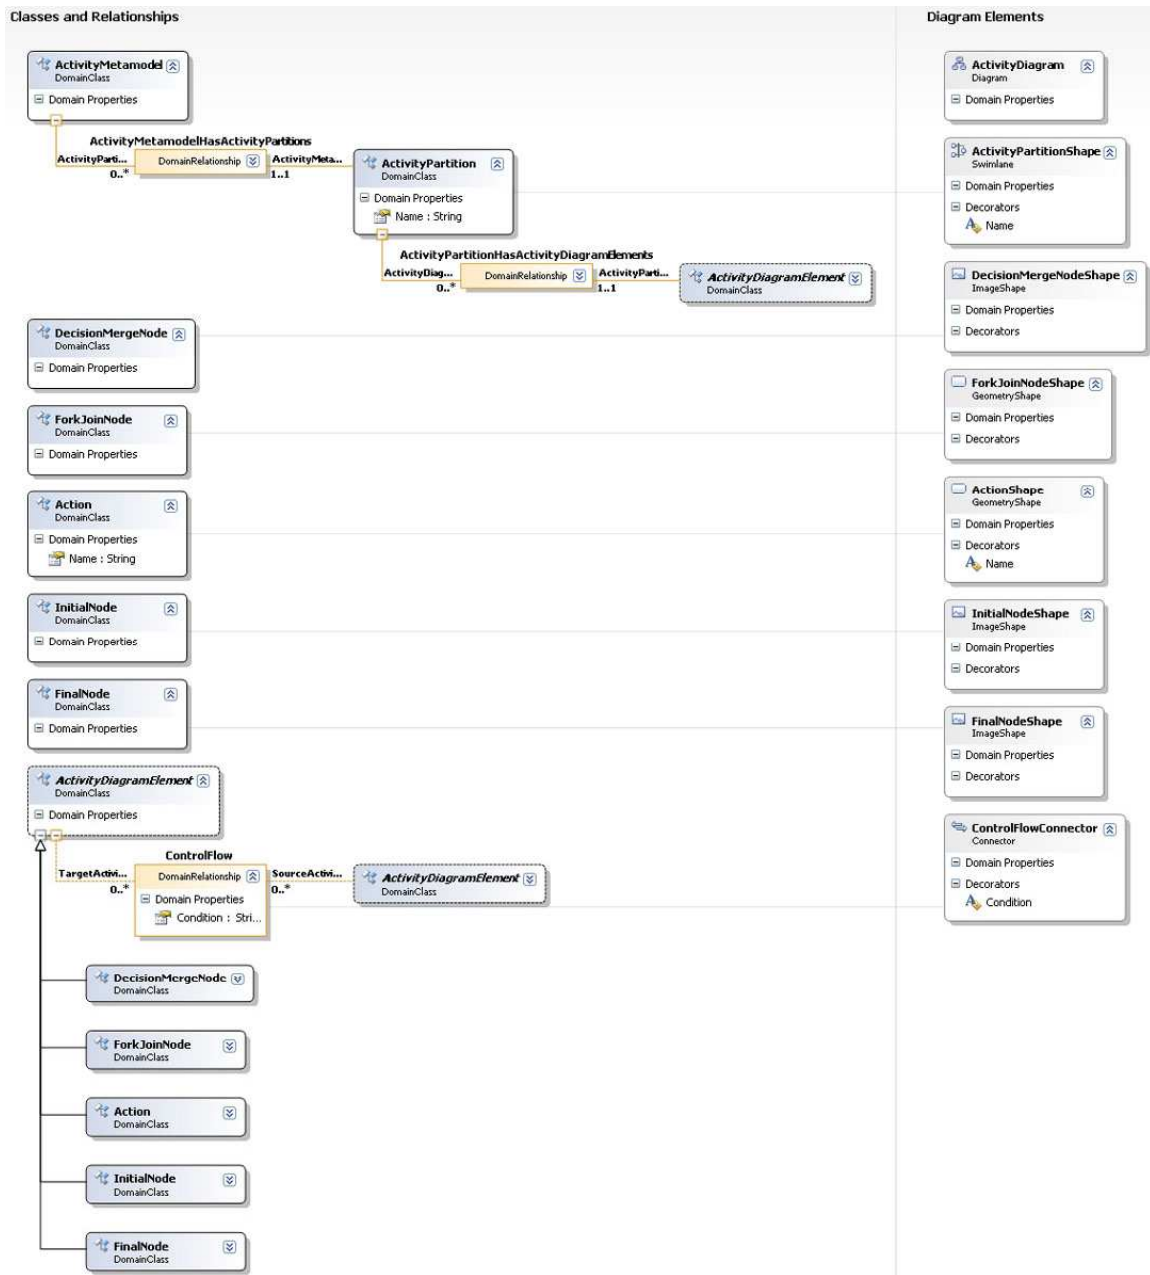 Classes and Relationships
ActivityMetamodel
DomainClass
Domain Properties
ActivityMetamodelHasActivityPartitions
ActivityParti...
DomainRelationship
ActivityMeta...
0..*
1..1
ActivityPartition
DomainClass
Domain Properties
Name : String
ActivityPartitionHasActivityDiagramElements
ActivityDiag...
DomainRelationship
ActivityParti...
0..*
1..1
ActivityDiagramElement
DomainClass
DecisionMergeNode
DomainClass
Domain Properties
ForkJoinNode
DomainClass
Domain Properties
Action
DomainClass
Domain Properties
Name : String
InitialNode
DomainClass
Domain Properties
FinalNode
DomainClass
Domain Properties
ActivityDiagramElement
DomainClass
Domain Properties
ControlFlow
TargetActivi...
DomainRelationship
SourceActivi...
0..*
0..*
Domain Properties
Condition : Stri...
ActivityDiagramElement
DomainClass
DecisionMergeNode
DomainClass
ForkJoinNode
DomainClass
Action
DomainClass
InitialNode
DomainClass
FinalNode
DomainClass
Diagram Elements
ActivityDiagram
Diagram
Domain Properties
ActivityPartitionShape
Swimlane
Domain Properties
Decorators
Name
DecisionMergeNodeShape
ImageShape
Domain Properties
Decorators
ForkJoinNodeShape
GeometryShape
Domain Properties
Decorators
ActionShape
GeometryShape
Domain Properties
Decorators
Name
InitialNodeShape
ImageShape
Domain Properties
Decorators
FinalNodeShape
ImageShape
Domain Properties
Decorators
ControlFlowConnector
Connector
Domain Properties
Decorators
Condition